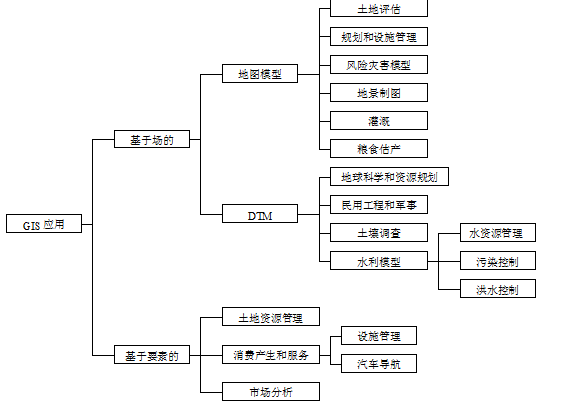 土地评估
规划和设施管理
地图模型
风险灾害模型
地景制图
基于场的
灌溉
粮食估产
地球科学和资源规划
民用工程和军事
GIS 应用
DTM
土壤调查
水资源管理
水利模型
污染控制
洪水控制
土地资源管理
设施管理
基于要素的
消费产生和服务
汽车导航
市场分析